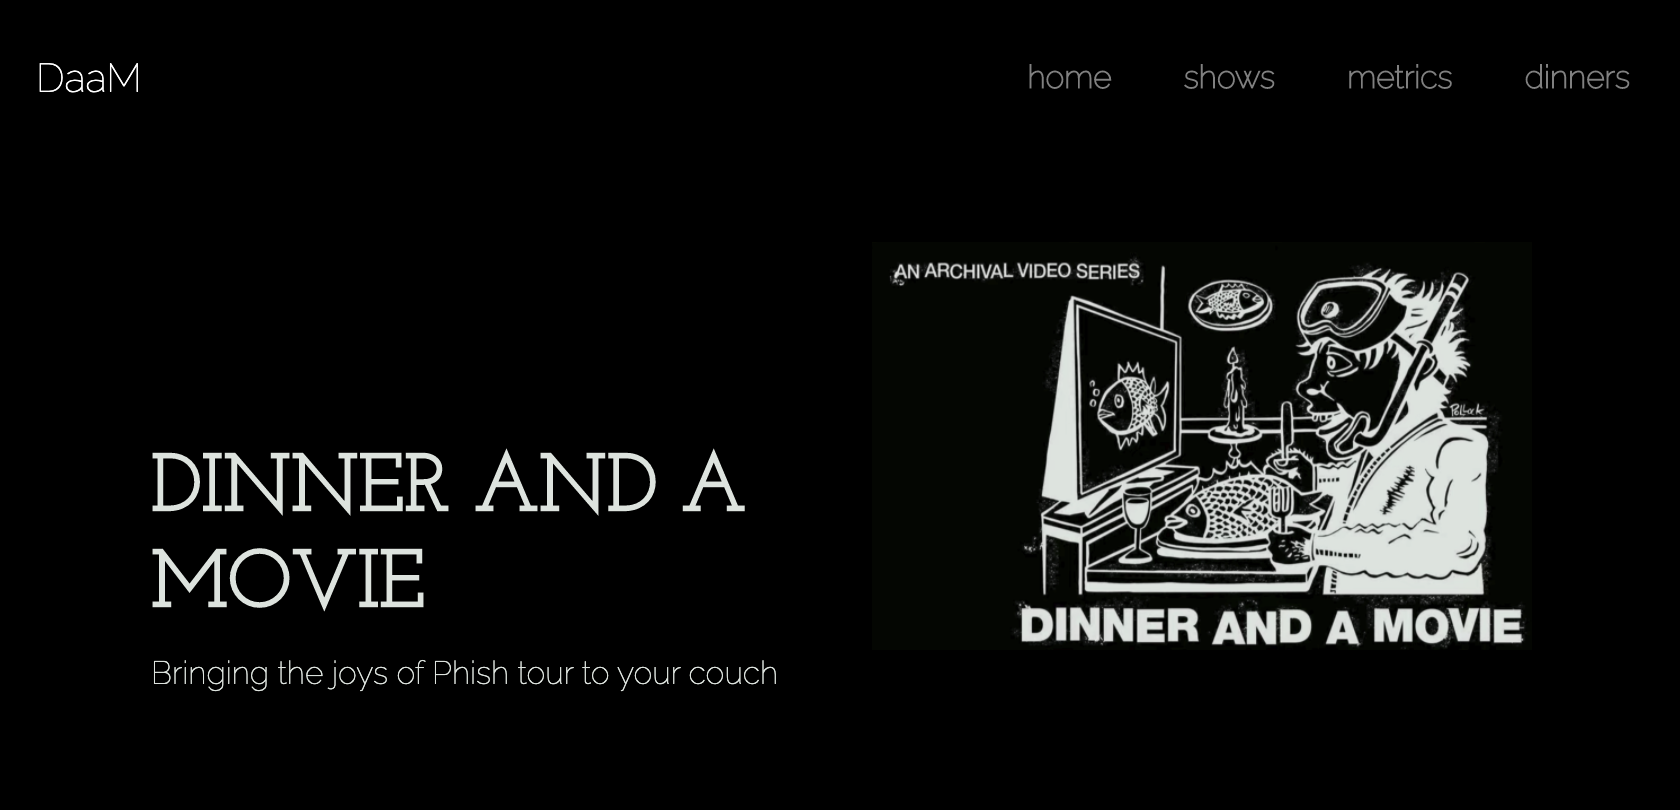 DaaM
home shows metrics dinners
AN ARCHIVAL VIDEO SERIES
Pollock
DINNER AND A MOVIE
DINNER AND A
MOVIE
Bringing the joys of Phish tour to your couch